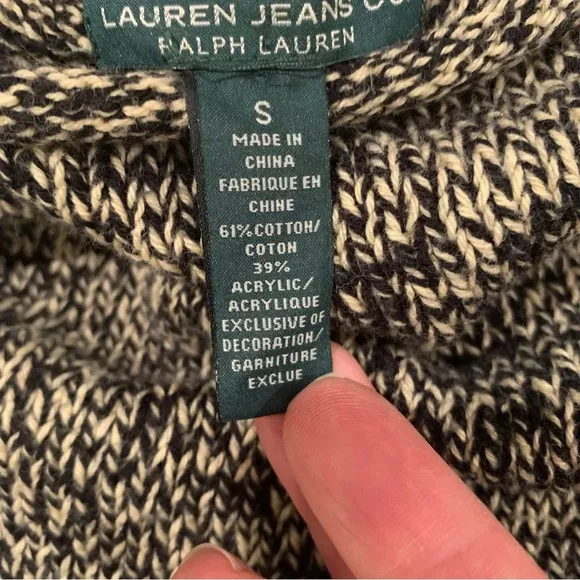 LAUREN JEANS CO.
RALPH LAUREN
S
MADE IN
CHINA
FABRIQUE EN
CHINE
61% COTTON/
COTON
39%
ACRYLIC/
ACRYLIQUE
EXCLUSIVE OF
DECORATION/
GARNITURE
EXCLUE